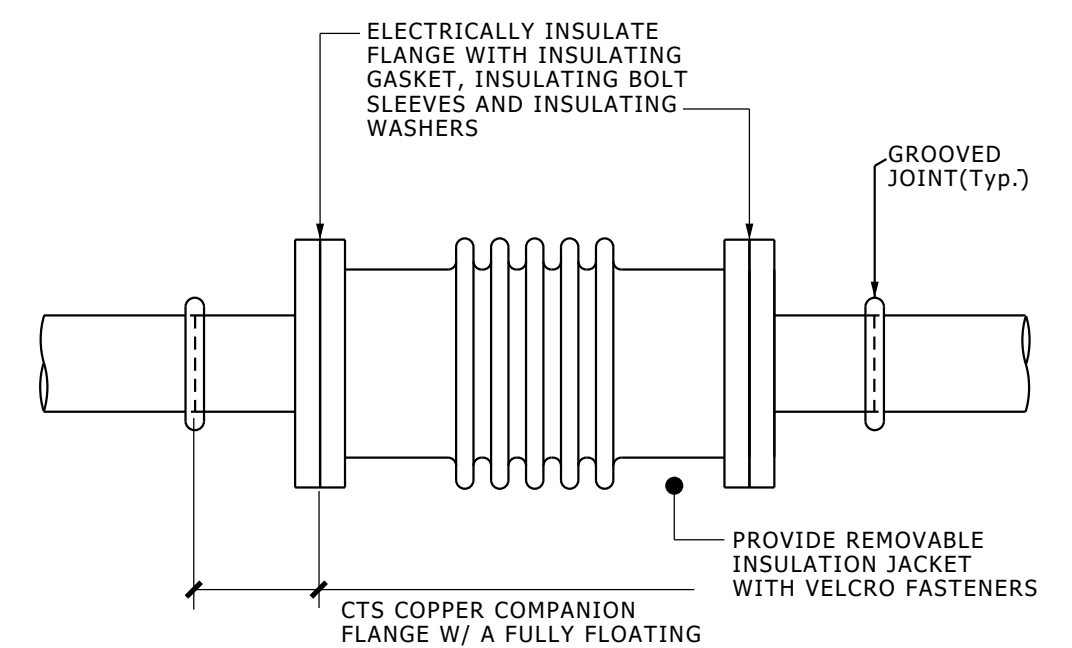 ELECTRICALLY INSULATE
FLANGE WITH INSULATING
GASKET, INSULATING BOLT
SLEEVES AND INSULATING
WASHERS
GROOVED
JOINT(Typ.)
PROVIDE REMOVABLE
INSULATION JACKET
WITH VELCRO FASTENERS
CTS COPPER COMPANION
FLANGE W/ A FULLY FLOATING